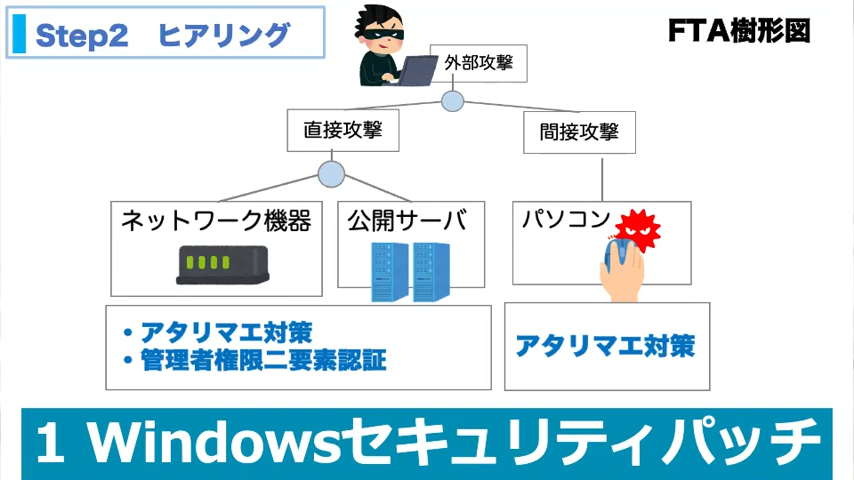 Step2 ヒアリング
FTA樹形図
外部攻撃
直接攻撃
間接攻撃
ネットワーク機器
公開サーバ
パソコン
・アタリマエ対策
・管理者権限二要素認証
アタリマエ対策
1 Windowsセキュリティパッチ